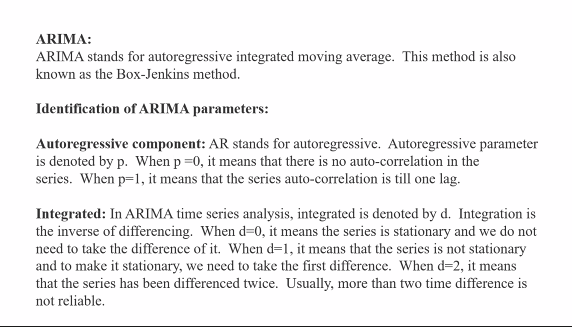 ARIMA:
ARIMA stands for autoregressive integrated moving average.  This method is also
known as the Box-Jenkins method.
Identification of ARIMA parameters:
Autoregressive component: AR stands for autoregressive.  Autoregressive parameter
is denoted by p.  When p =0, it means that there is no auto-correlation in the
series.  When p=1, it means that the series auto-correlation is till one lag.
Integrated: In ARIMA time series analysis, integrated is denoted by d.  Integration is
the inverse of differencing.  When d=0, it means the series is stationary and we do not
need to take the difference of it.  When d=1, it means that the series is not stationary
and to make it stationary, we need to take the first difference.  When d=2, it means
that the series has been differenced twice.  Usually, more than two time difference is
not reliable.